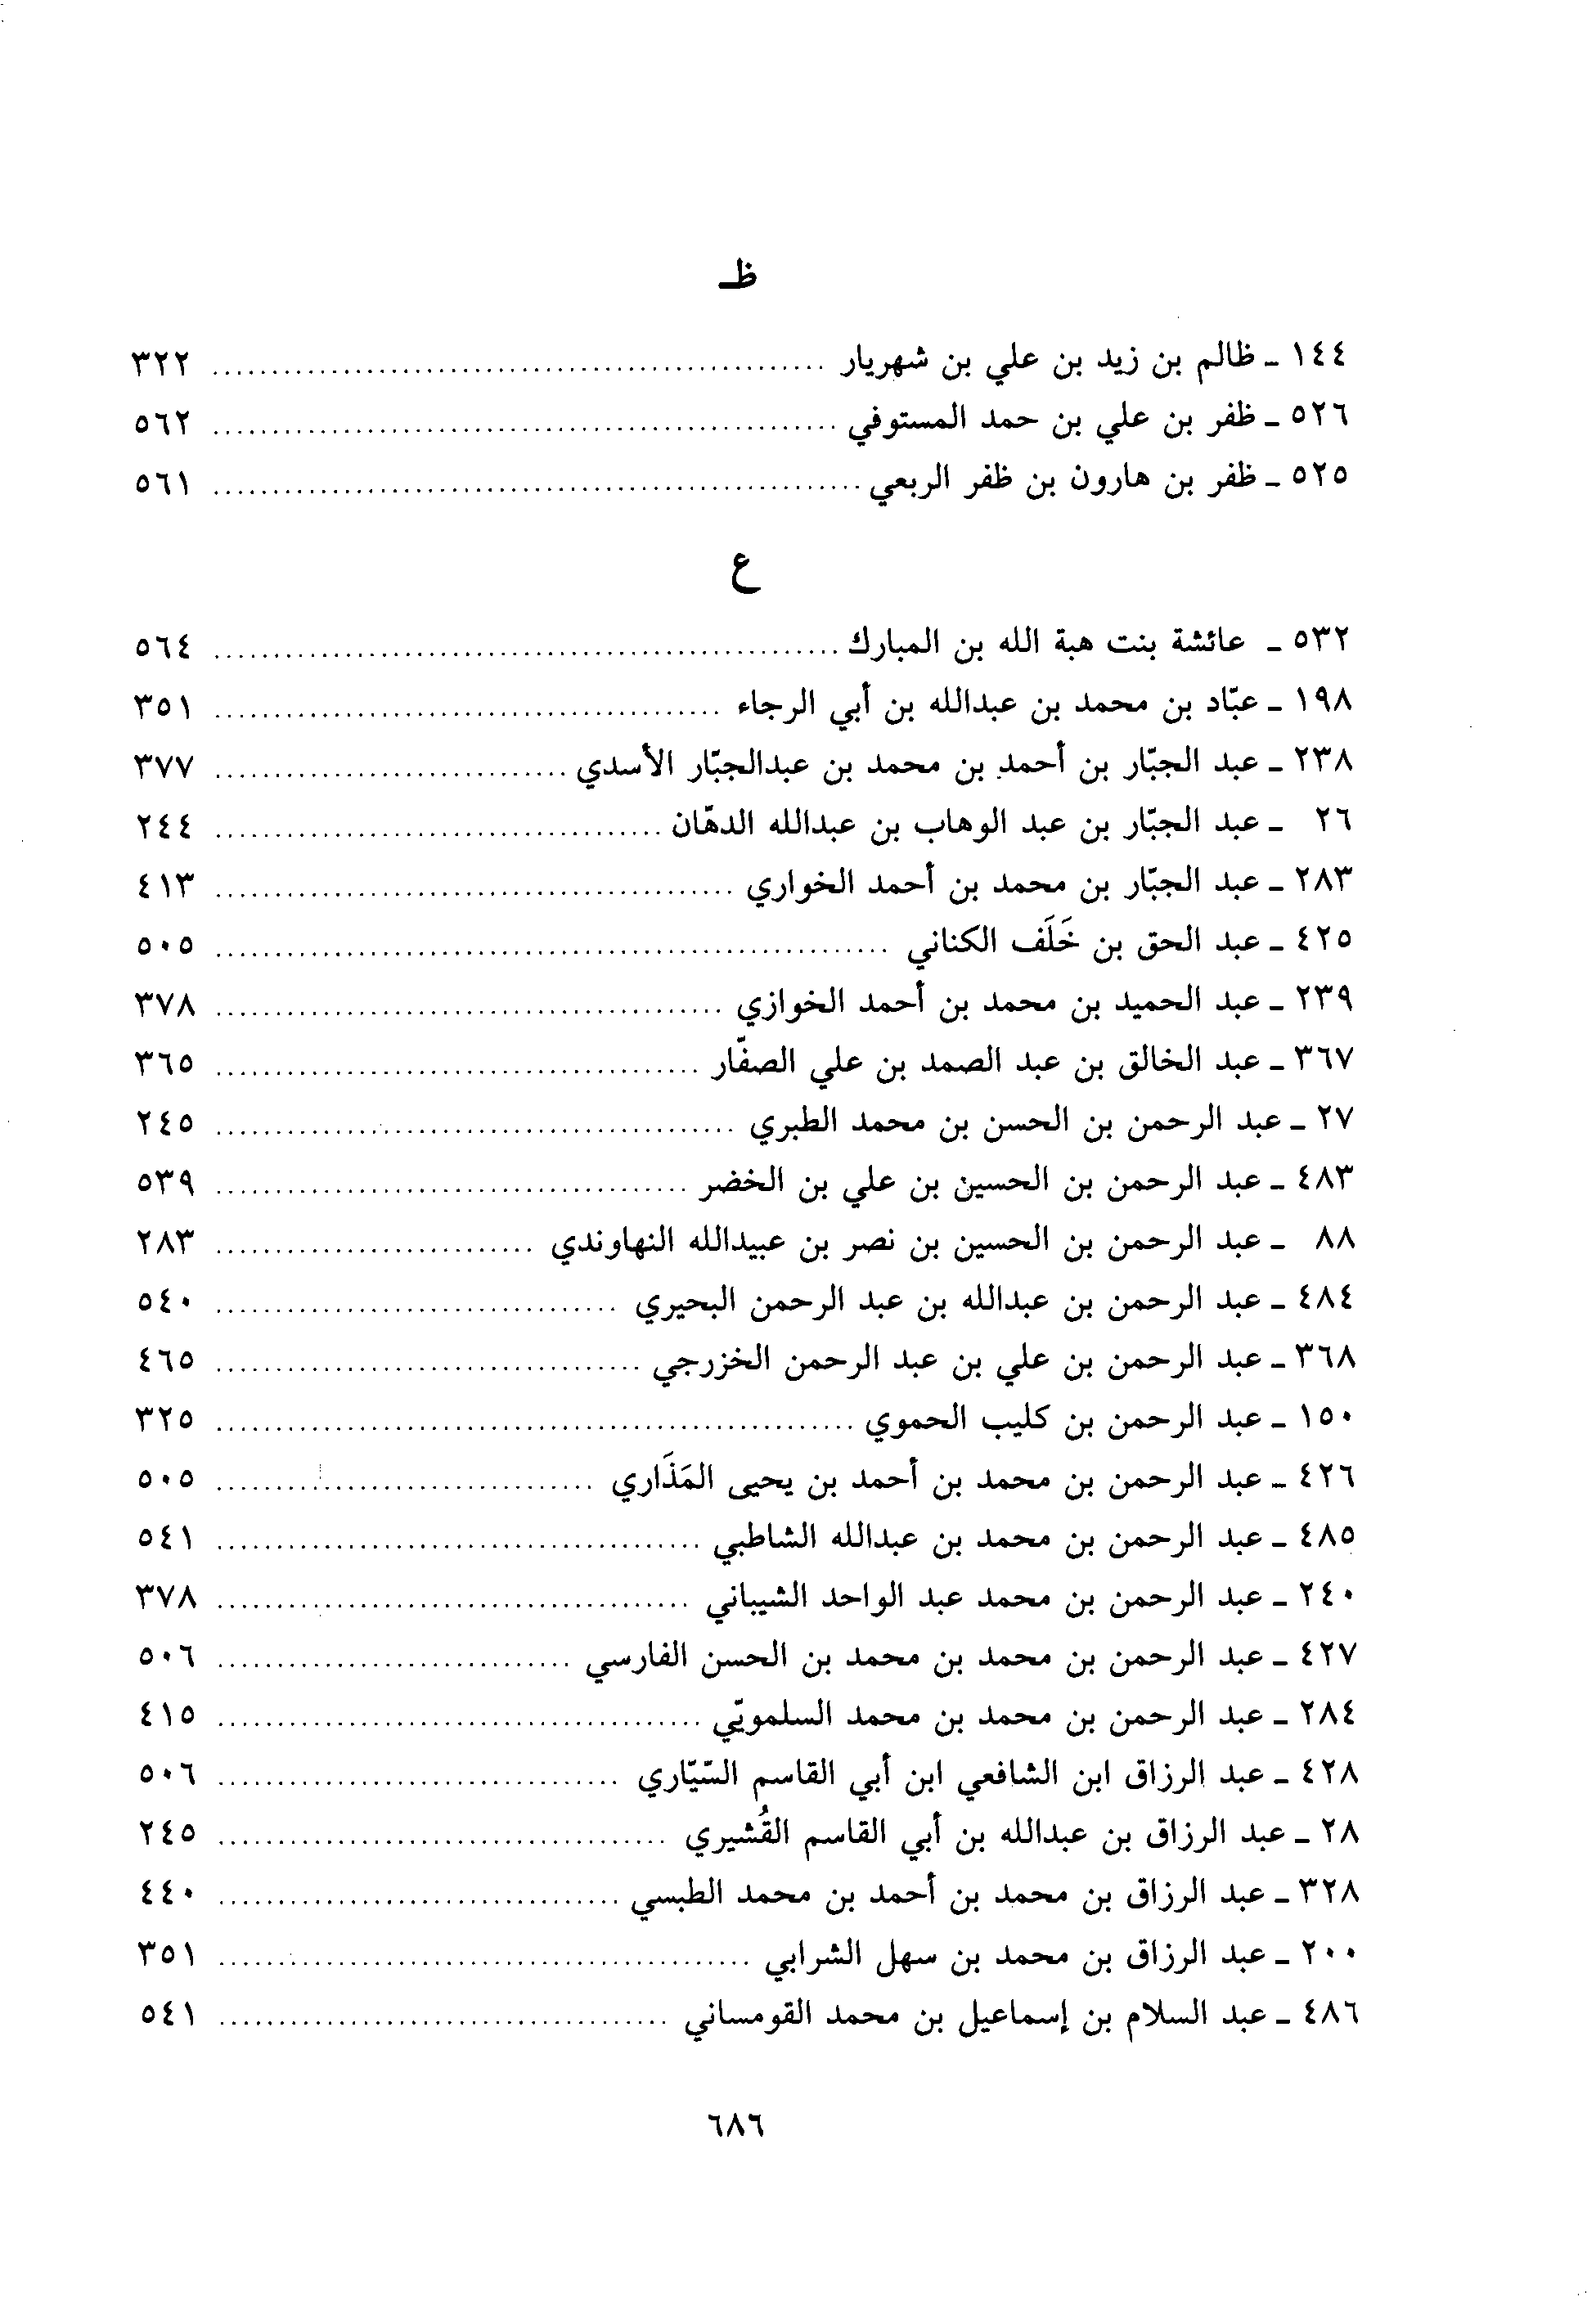 ظـ
١٤٤ ـ ظالم بن زيد بن علي بن شهريار ........ ٣٢٢
٥٢٦ ـ ظفر بن علي بن حمد المستوفي ........ ٥٦٢
٥٢٥ ـ ظفر بن هارون بن ظفر الربعي ........ ٥٦١
ع
٥٣٢ ـ عائشة بنت هبة الله بن المبارك ........ ٥٦٤
١٩٨ ـ عبّاد بن محمد بن عبدالله بن أبي الرجاء ........ ٣٥١
٢٣٨ ـ عبد الجبّار بن أحمد بن محمد بن عبدالجبّار الأسدي ........ ٣٧٧
٢٦ ـ عبد الجبّار بن عبد الوهاب بن عبدالله الدهّان ........ ٢٤٤
٢٨٣ ـ عبد الجبّار بن محمد بن أحمد الخواري ........ ٤١٣
٤٢٥ ـ عبد الحق بن خَلَف الكناني ........ ٥٠٥
٢٣٩ ـ عبد الحميد بن محمد بن أحمد الخوازي ........ ٣٧٨
٣٦٧ ـ عبد الخالق بن عبد الصمد بن علي الصفّار ........ ٣٦٥
٢٧ ـ عبد الرحمن بن الحسن بن محمد الطبري ........ ٢٤٥
٤٨٣ ـ عبد الرحمن بن الحسين بن علي بن الخضر ........ ٥٣٩
٨٨ ـ عبد الرحمن بن الحسين بن نصر بن عبيدالله النهاوندي ........ ٢٨٣
٤٨٤ ـ عبد الرحمن بن عبدالله بن عبد الرحمن البحيري ........ ٥٤٠
٣٦٨ ـ عبد الرحمن بن علي بن عبد الرحمن الخزرجي ........ ٤٦٥
١٥٠ ـ عبد الرحمن بن كليب الحموي ........ ٣٢٥
٤٢٦ ـ عبد الرحمن بن محمد بن أحمد بن يحيى المَذَاري ........ ٥٠٥
٤٨٥ ـ عبد الرحمن بن محمد بن عبدالله الشاطبي ........ ٥٤١
٢٤٠ ـ عبد الرحمن بن محمد عبد الواحد الشيباني ........ ٣٧٨
٤٢٧ ـ عبد الرحمن بن محمد بن محمد بن الحسن الفارسي ........ ٥٠٦
٢٨٤ ـ عبد الرحمن بن محمد بن محمد السلمويّي ........ ٤١٥
٤٢٨ ـ عبد الرزاق ابن الشافعي ابن أبي القاسم السّيّاري ........ ٥٠٦
٢٨ ـ عبد الرزاق بن عبدالله بن أبي القاسم القُشيري ........ ٢٤٥
٣٢٨ ـ عبد الرزاق بن محمد بن أحمد بن محمد الطبسي ........ ٤٤٠
٢٠٠ ـ عبد الرزاق بن محمد بن سهل الشرابي ........ ٣٥١
٤٨٦ ـ عبد السلام بن إسماعيل بن محمد القومساني ........ ٥٤١
٦٨٦